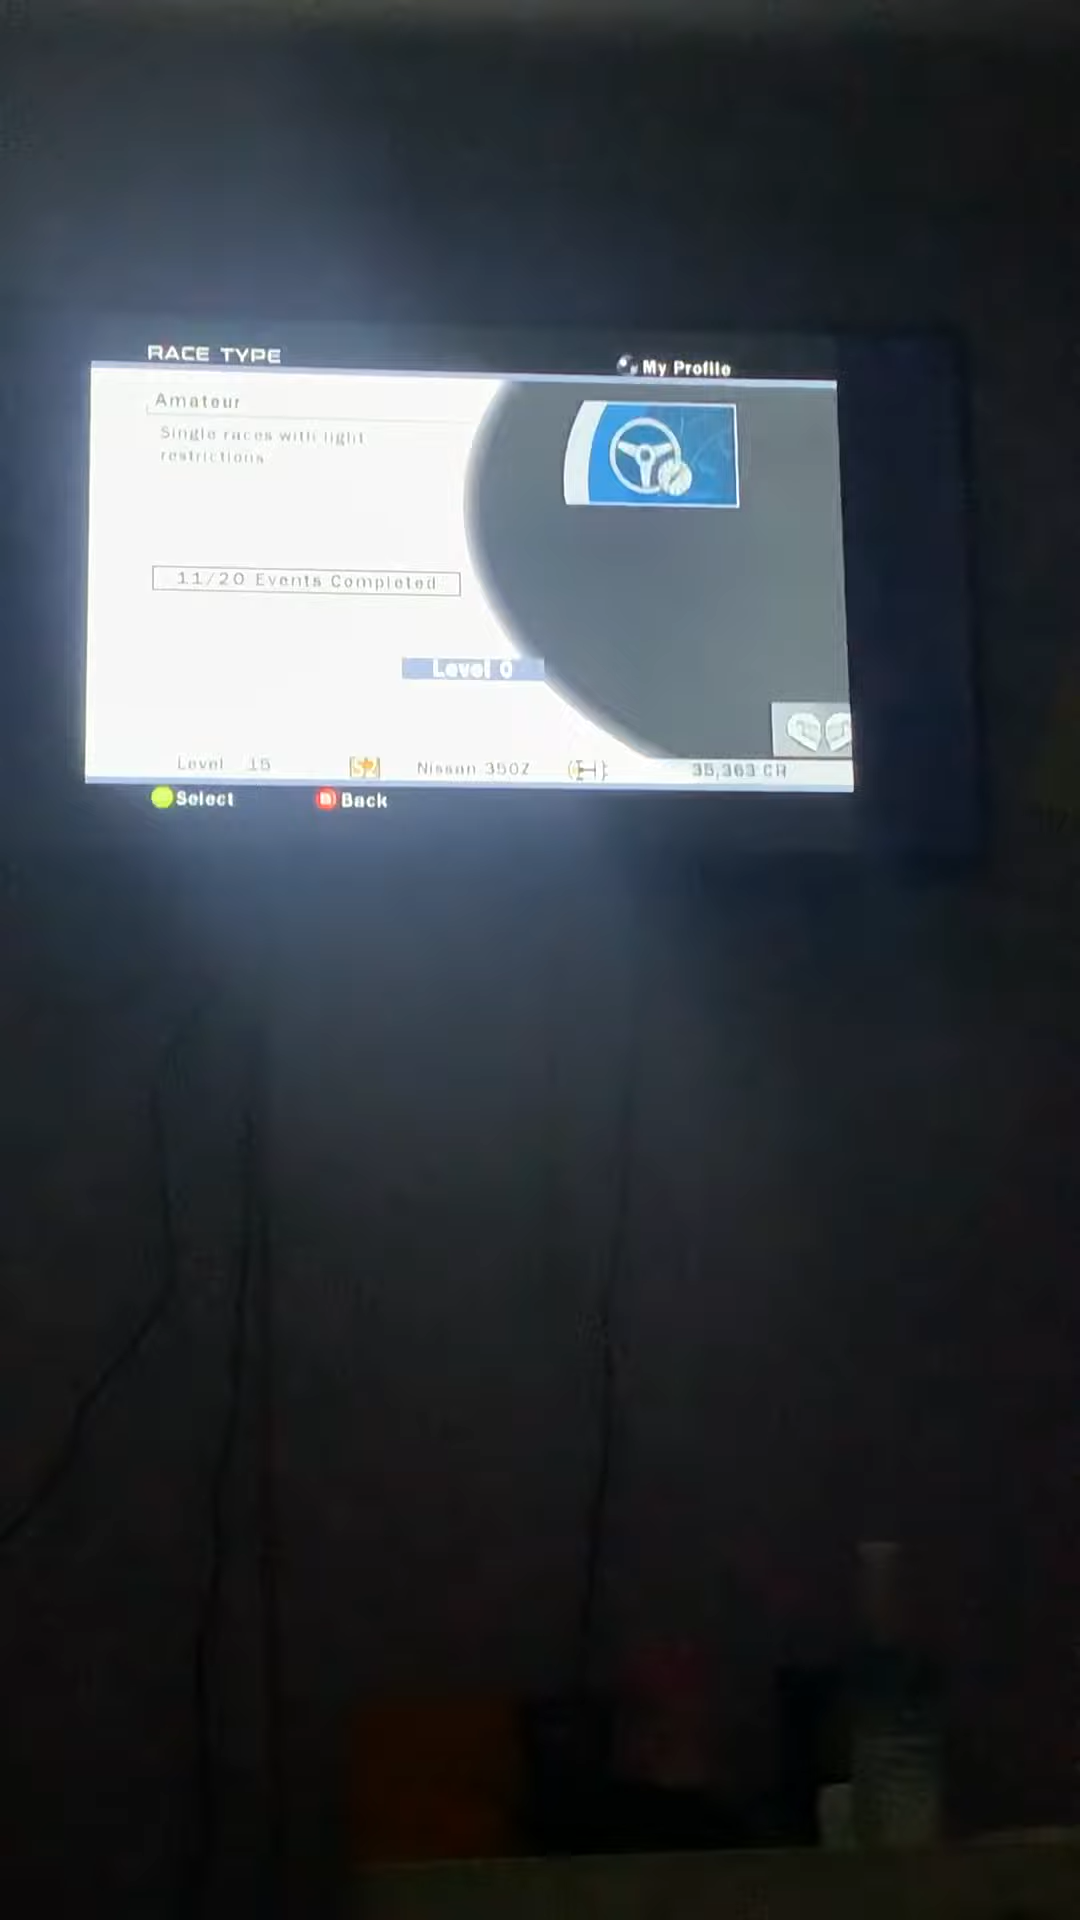 RACE TYPE
My Profile
Amateur
Single races with light
restrictions
11/20 Events Completed
Level 0
Level 15
Nissan 350Z
35,363 CR
Select
B Back